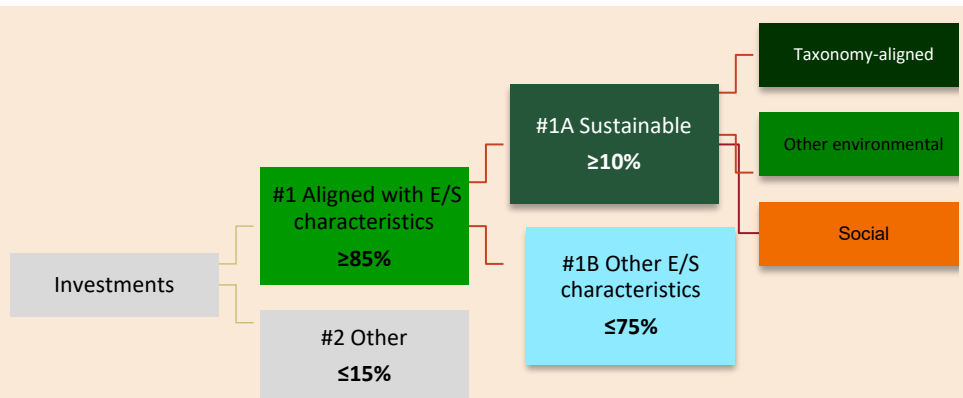 Investments
#1 Aligned with E/S
characteristics
≥85%
#2 Other
≤15%
#1A Sustainable
≥10%
#1B Other E/S
characteristics
≤75%
Taxonomy-aligned
Other environmental
Social